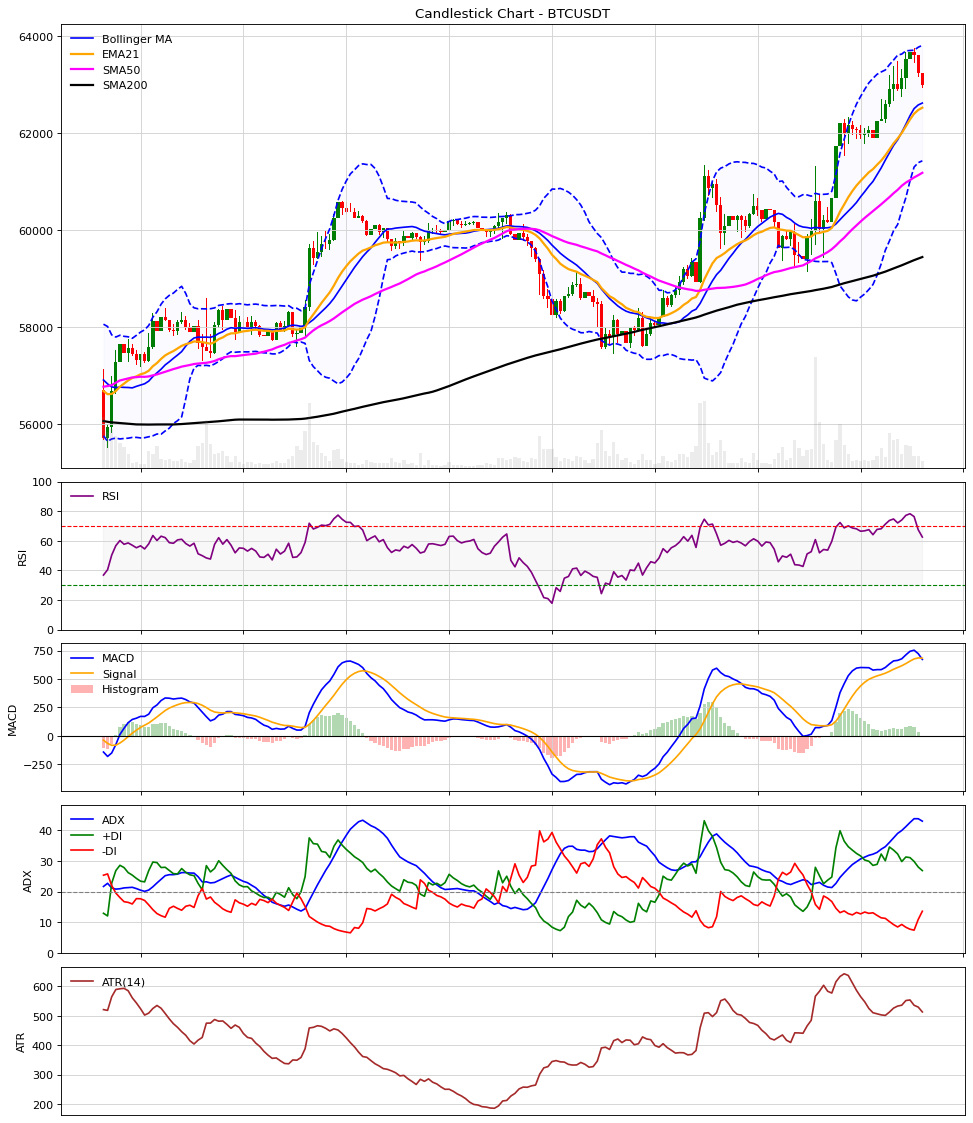 Candlestick Chart - BTCUSDT
64000
62000
60000
58000
56000
Bollinger MA
EMA21
SMA50
SMA200
100
80
60
40
20
0
RSI
RSI
750
500
250
0
−250
MACD
MACD
Signal
Histogram
40
30
20
10
0
ADX
ADX
+DI
-DI
600
500
400
300
200
ATR
ATR(14)